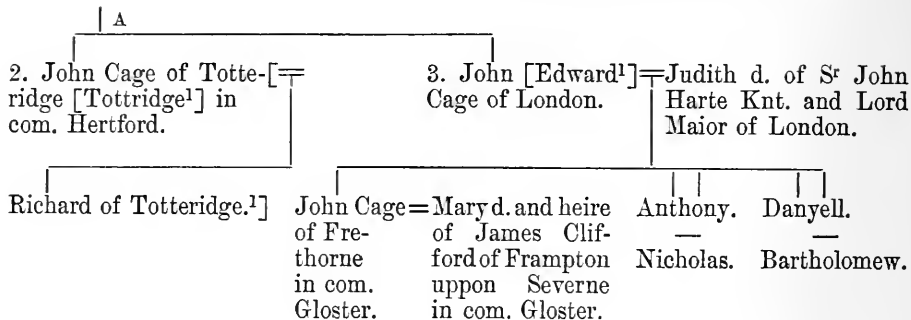 A
2. John Cage of Totte-[
ridge [Tottridge¹] in
com. Hertford.
3. John [Edward¹]=Judith d. of Sʳ John
Cage of London. Harte Knt. and Lord
Maior of London.
Richard of Totteridge.¹]
John Cage=Mary d. and heire
of Fre- of James Clif-
thorne ford of Frampton
in com. uppon Severne
Gloster. in com. Gloster.
Anthony.
—
Nicholas.
Danyell.
—
Bartholomew.